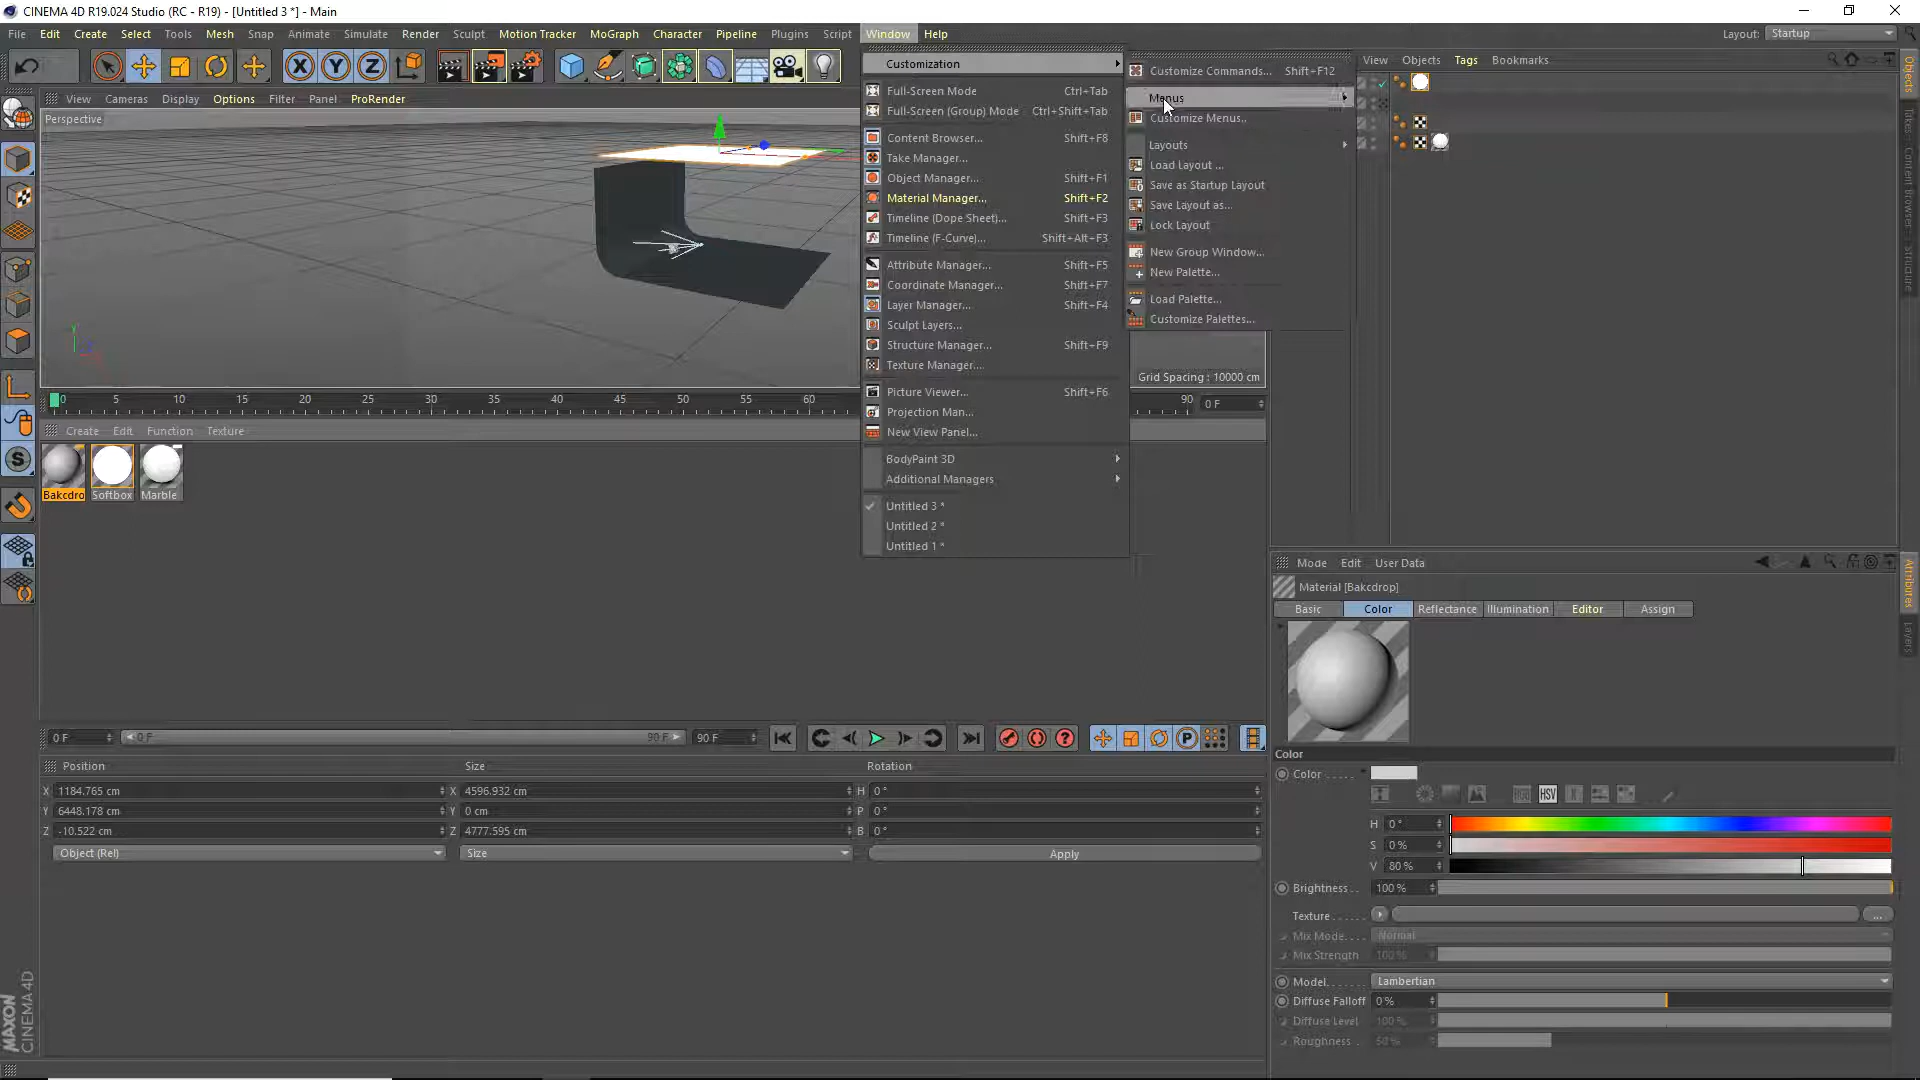 CINEMA 4D R19.024 Studio (RC - R19) - [Untitled 3 *] - Main
File Edit Create Select Tools Mesh Snap Animate Simulate Render Sculpt Motion Tracker MoGraph Character Pipeline Plugins Script Window Help Layout: Startup
View Cameras Display Options Filter Panel ProRender
Perspective
Customization
Full-Screen Mode Ctrl+Tab
Full-Screen (Group) Mode Ctrl+Shift+Tab
Content Browser... Shift+F8
Take Manager...
Object Manager... Shift+F1
Material Manager... Shift+F2
Timeline (Dope Sheet)... Shift+F3
Timeline (F-Curve)... Shift+Alt+F3
Attribute Manager... Shift+F5
Coordinate Manager... Shift+F7
Layer Manager... Shift+F4
Sculpt Layers...
Structure Manager... Shift+F9
Texture Manager...
Picture Viewer... Shift+F6
Projection Man...
New View Panel...
BodyPaint 3D
Additional Managers
Untitled 3 *
Untitled 2 *
Untitled 1 *
Customize Commands... Shift+F12
Menus
Customize Menus...
Layouts
Load Layout ...
Save as Startup Layout
Save Layout as...
Lock Layout
New Group Window...
New Palette...
Load Palette...
Customize Palettes...
View Objects Tags Bookmarks
Objects
Takes
Content Browser
Structure
Grid Spacing : 10000 cm
0 5 10 15 20 25 30 35 40 45 50 55 60 90 0 F
Create Edit Function Texture
Bakcdro Softbox Marble
0 F 0 F 90 F 90 F
Position Size Rotation
X 1184.765 cm X 4596.932 cm H 0 °
Y 6448.178 cm Y 0 cm P 0 °
Z -10.522 cm Z 4777.595 cm B 0 °
Object (Rel) Size Apply
Mode Edit User Data
Material [Bakcdrop]
Basic Color Reflectance Illumination Editor Assign
Attributes
Layers
Color
Color
HSV
H 0 °
S 0 %
V 80 %
Brightness . . 100 %
Texture . . . . . ...
Mix Mode. . . . Normal
Mix Strength 100 %
Model. . . . . . . Lambertian
Diffuse Falloff 0 %
Diffuse Level 100 %
Roughness . 50 %
MAXON
CINEMA 4D